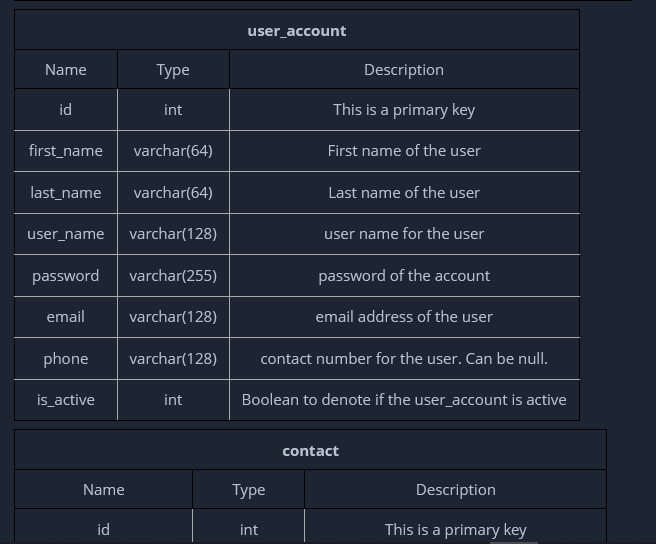 user_account
Name Type Description
id int This is a primary key
first_name varchar(64) First name of the user
last_name varchar(64) Last name of the user
user_name varchar(128) user name for the user
password varchar(255) password of the account
email varchar(128) email address of the user
phone varchar(128) contact number for the user. Can be null.
is_active int Boolean to denote if the user_account is active
contact
Name Type Description
id int This is a primary key